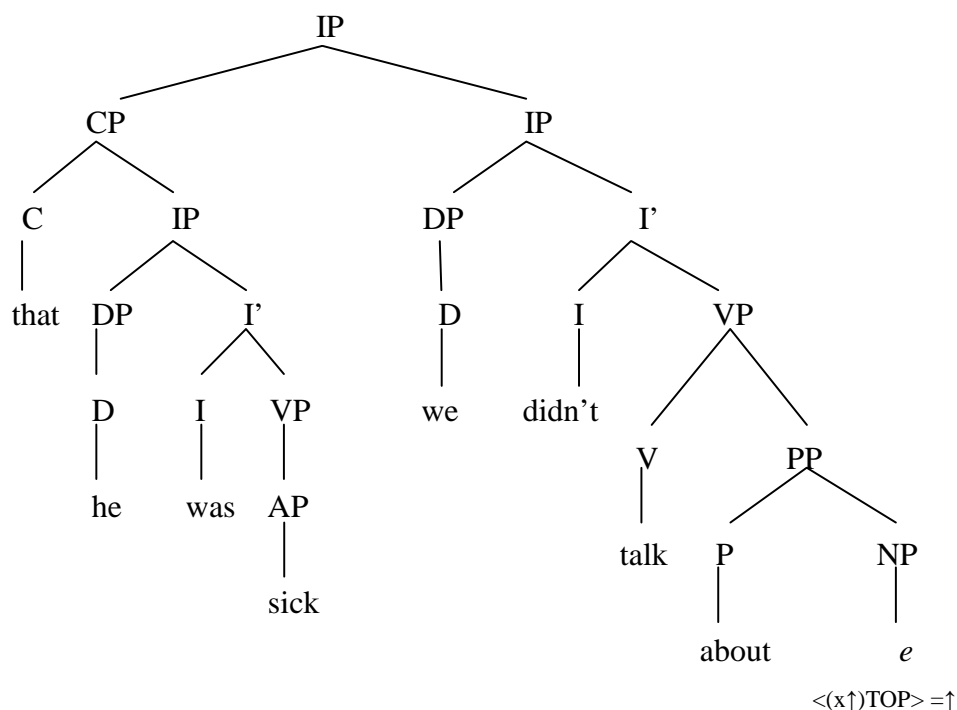 IP
CP IP
C IP DP I’
that DP I’ D I VP
D I VP we didn’t V PP
he was AP talk P NP
sick about e
<(x↑)TOP> =↑